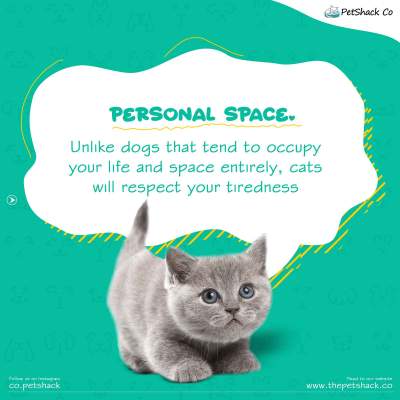 PetShack Co
PERSONAL SPACE.
Unlike dogs that tend to occupy
your life and space entirely, cats
will respect your tiredness
Follow us on Instagram
co.petshack
Read to our website
www.thepetshack.co